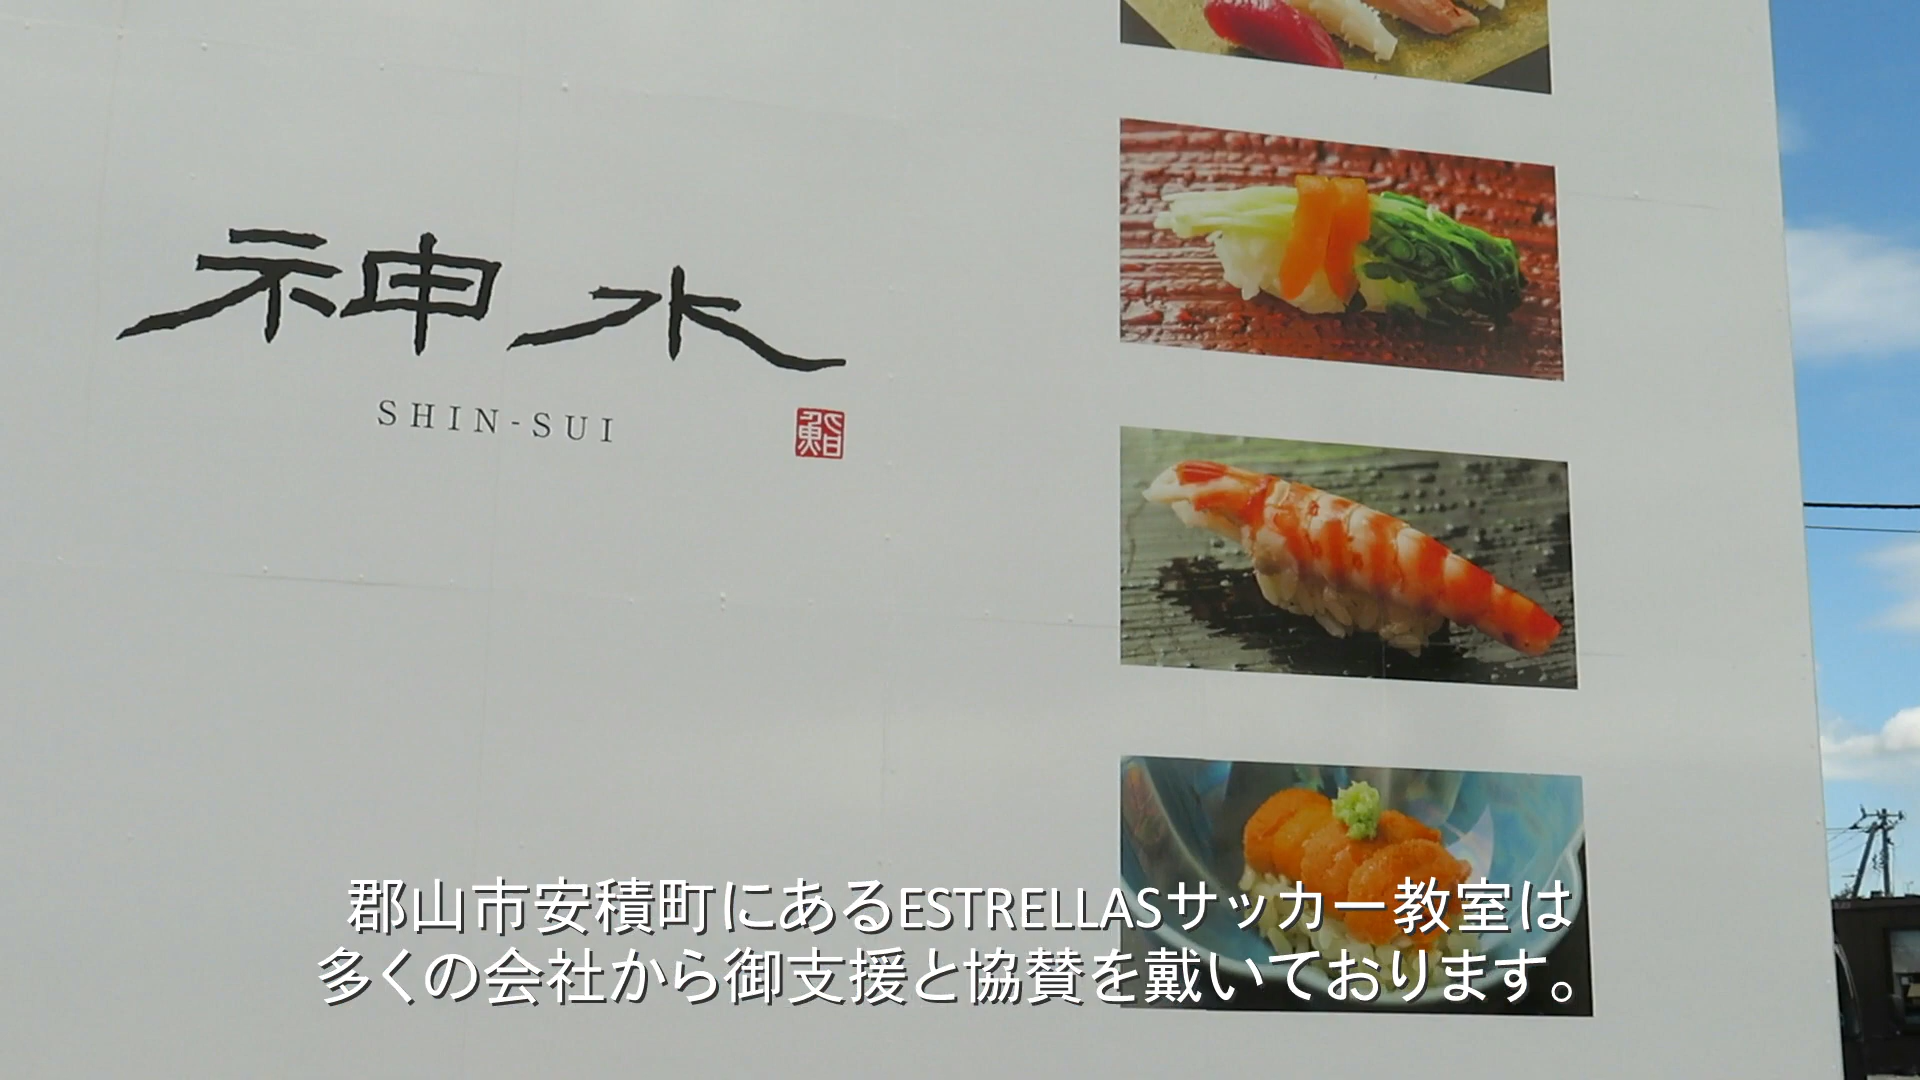 神水
SHIN-SUI
鮨
郡山市安積町にあるESTRELLASサッカー教室は
多くの会社から御支援と協賛を戴いております。